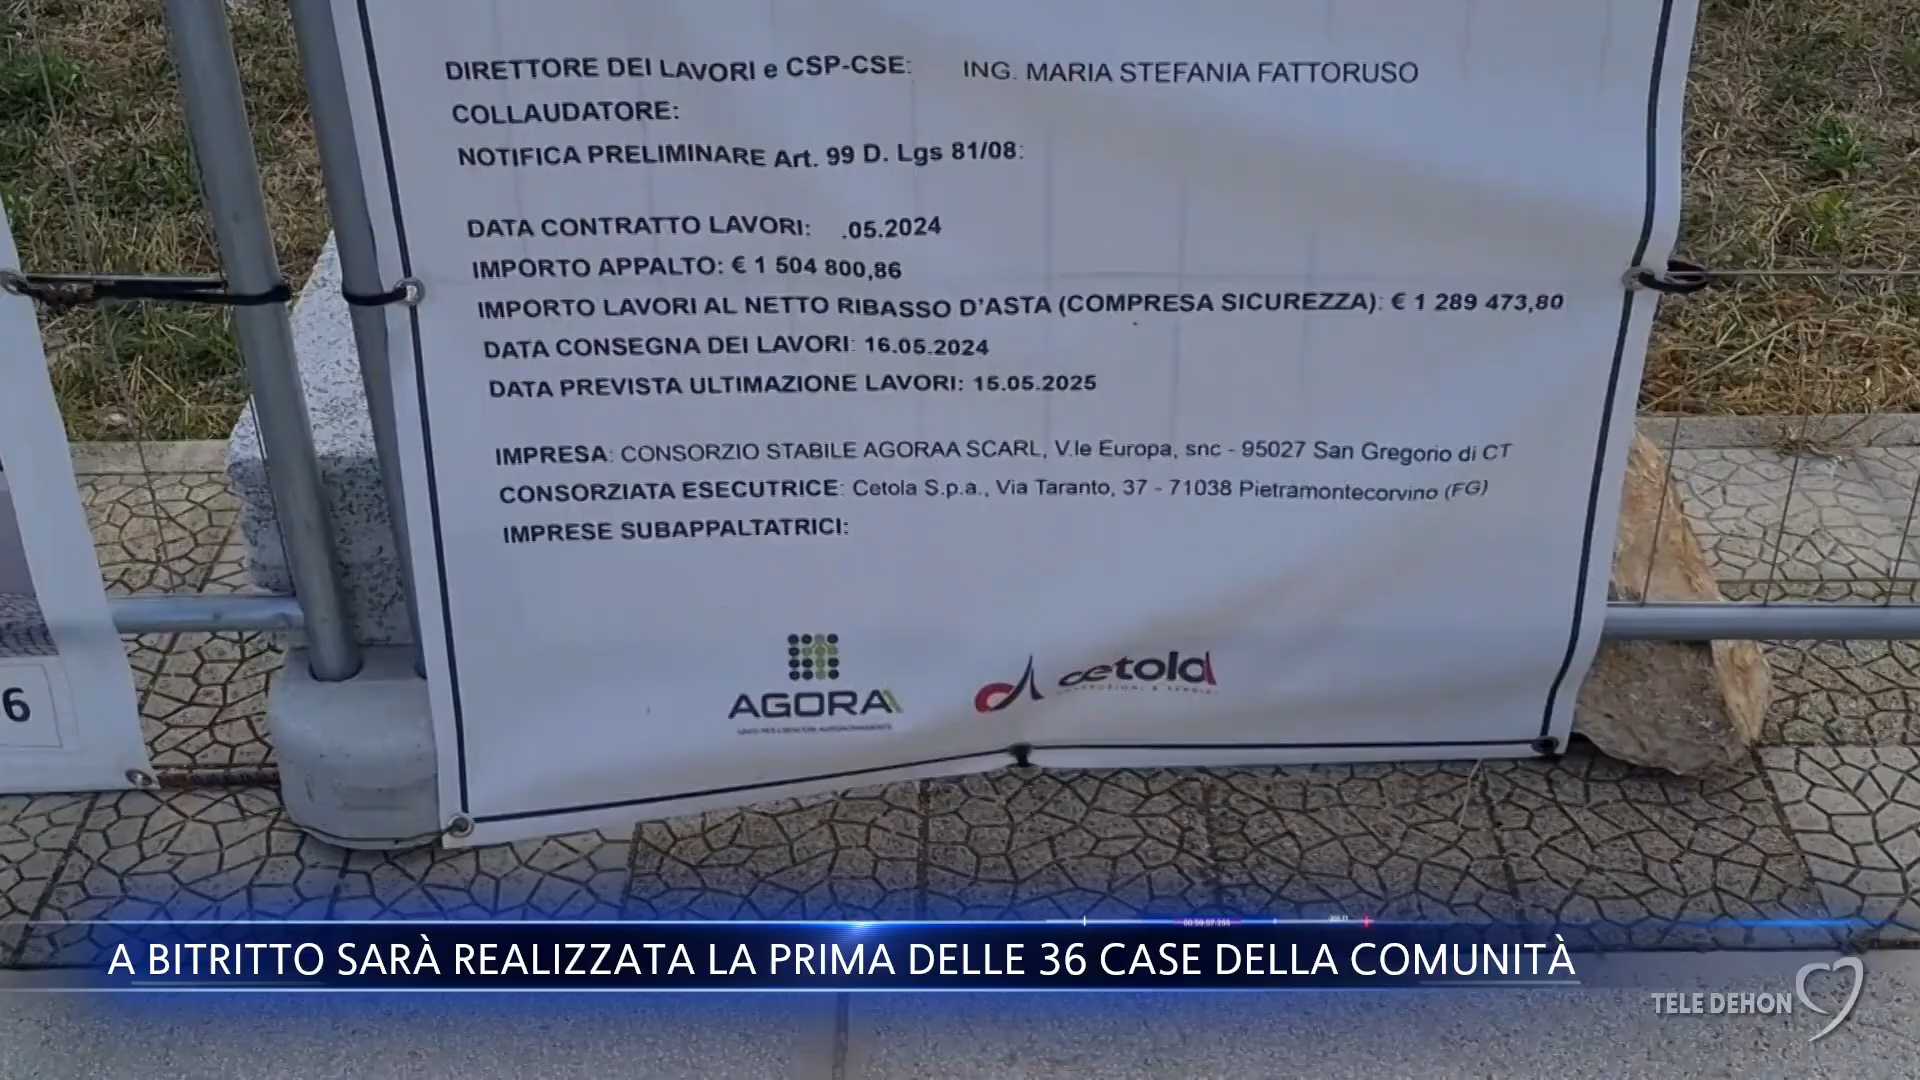 DIRETTORE DEI LAVORI e CSP-CSE: ING. MARIA STEFANIA FATTORUSO
COLLAUDATORE:
NOTIFICA PRELIMINARE Art. 99 D. Lgs 81/08:
DATA CONTRATTO LAVORI: .05.2024
IMPORTO APPALTO: € 1 504 800,86
IMPORTO LAVORI AL NETTO RIBASSO D'ASTA (COMPRESA SICUREZZA): € 1 289 473,80
DATA CONSEGNA DEI LAVORI: 16.05.2024
DATA PREVISTA ULTIMAZIONE LAVORI: 15.05.2025
IMPRESA: CONSORZIO STABILE AGORAA SCARL, V.le Europa, snc - 95027 San Gregorio di CT
CONSORZIATA ESECUTRICE: Cetola S.p.a., Via Taranto, 37 - 71038 Pietramontecorvino (FG)
IMPRESE SUBAPPALTATRICI:
6
AGORAA
cetola
A BITRITTO SARÀ REALIZZATA LA PRIMA DELLE 36 CASE DELLA COMUNITÀ
TELE DEHON